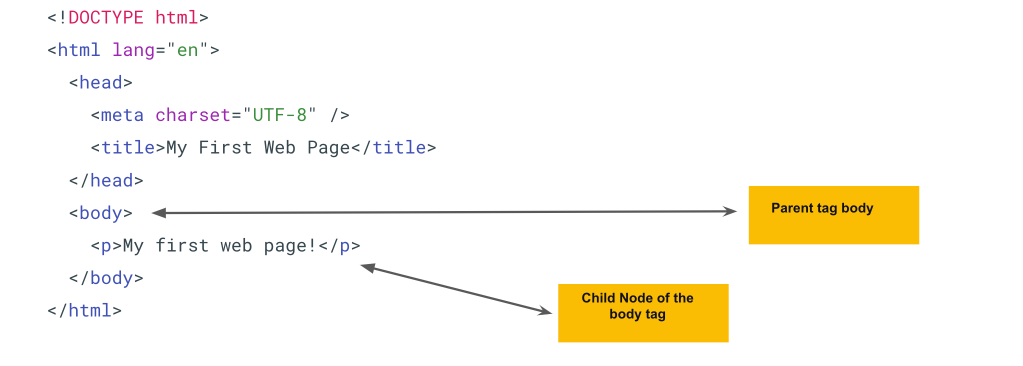 <!DOCTYPE html>
<html lang="en">
<head>
<meta charset="UTF-8" />
<title>My First Web Page</title>
</head>
<body>
Parent tag body
<p>My first web page!</p>
</body>
Child Node of the
body tag
</html>